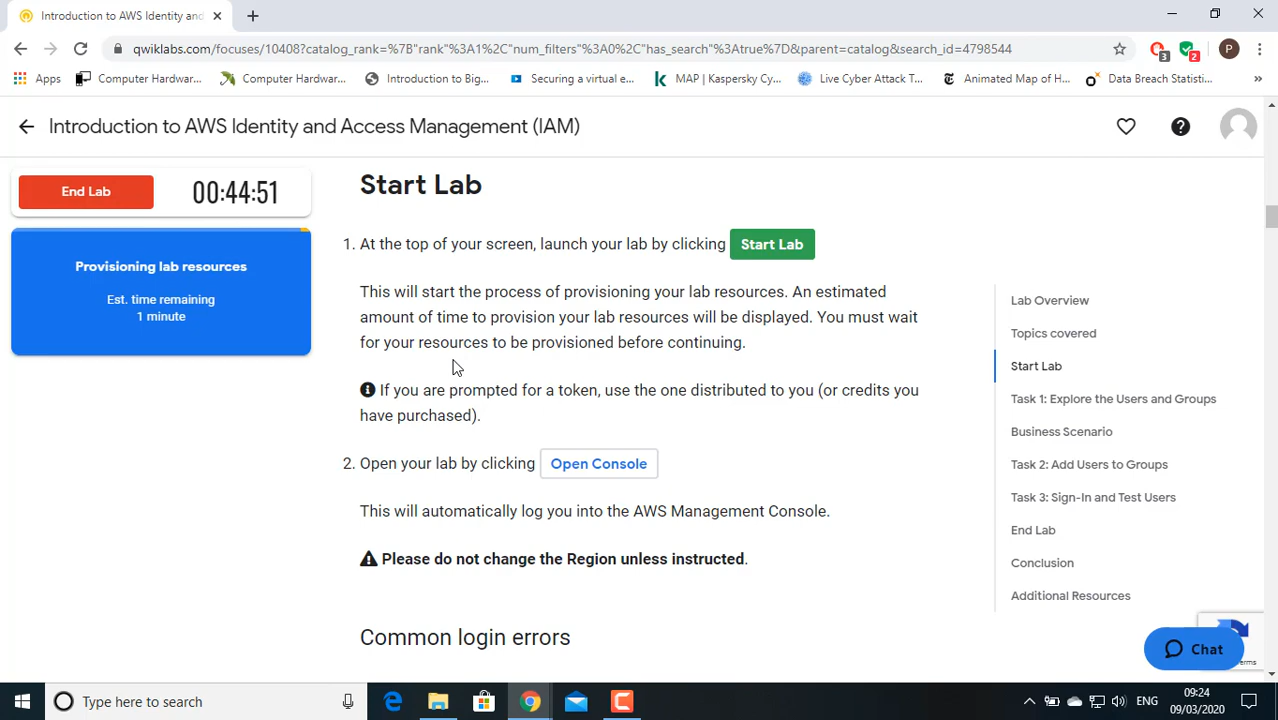 Introduction to AWS Identity and
qwiklabs.com/focuses/10408?catalog_rank=%7B"rank"%3A1%2C"num_filters"%3A0%2C"has_search"%3Atrue%7D&parent=catalog&search_id=4798544
3
2
P
Apps
Computer Hardwar...
Computer Hardwar...
Introduction to Big...
Securing a virtual e...
MAP | Kaspersky Cy...
Live Cyber Attack T...
Animated Map of H...
Data Breach Statisti...
»
Introduction to AWS Identity and Access Management (IAM)
End Lab
00:44:51
Provisioning lab resources
Est. time remaining
1 minute
Start Lab
1. At the top of your screen, launch your lab by clicking Start Lab
This will start the process of provisioning your lab resources. An estimated
amount of time to provision your lab resources will be displayed. You must wait
for your resources to be provisioned before continuing.
If you are prompted for a token, use the one distributed to you (or credits you
have purchased).
2. Open your lab by clicking Open Console
This will automatically log you into the AWS Management Console.
Please do not change the Region unless instructed.
Common login errors
Lab Overview
Topics covered
Start Lab
Task 1: Explore the Users and Groups
Business Scenario
Task 2: Add Users to Groups
Task 3: Sign-In and Test Users
End Lab
Conclusion
Additional Resources
Chat
Type here to search
ENG
09:24
09/03/2020